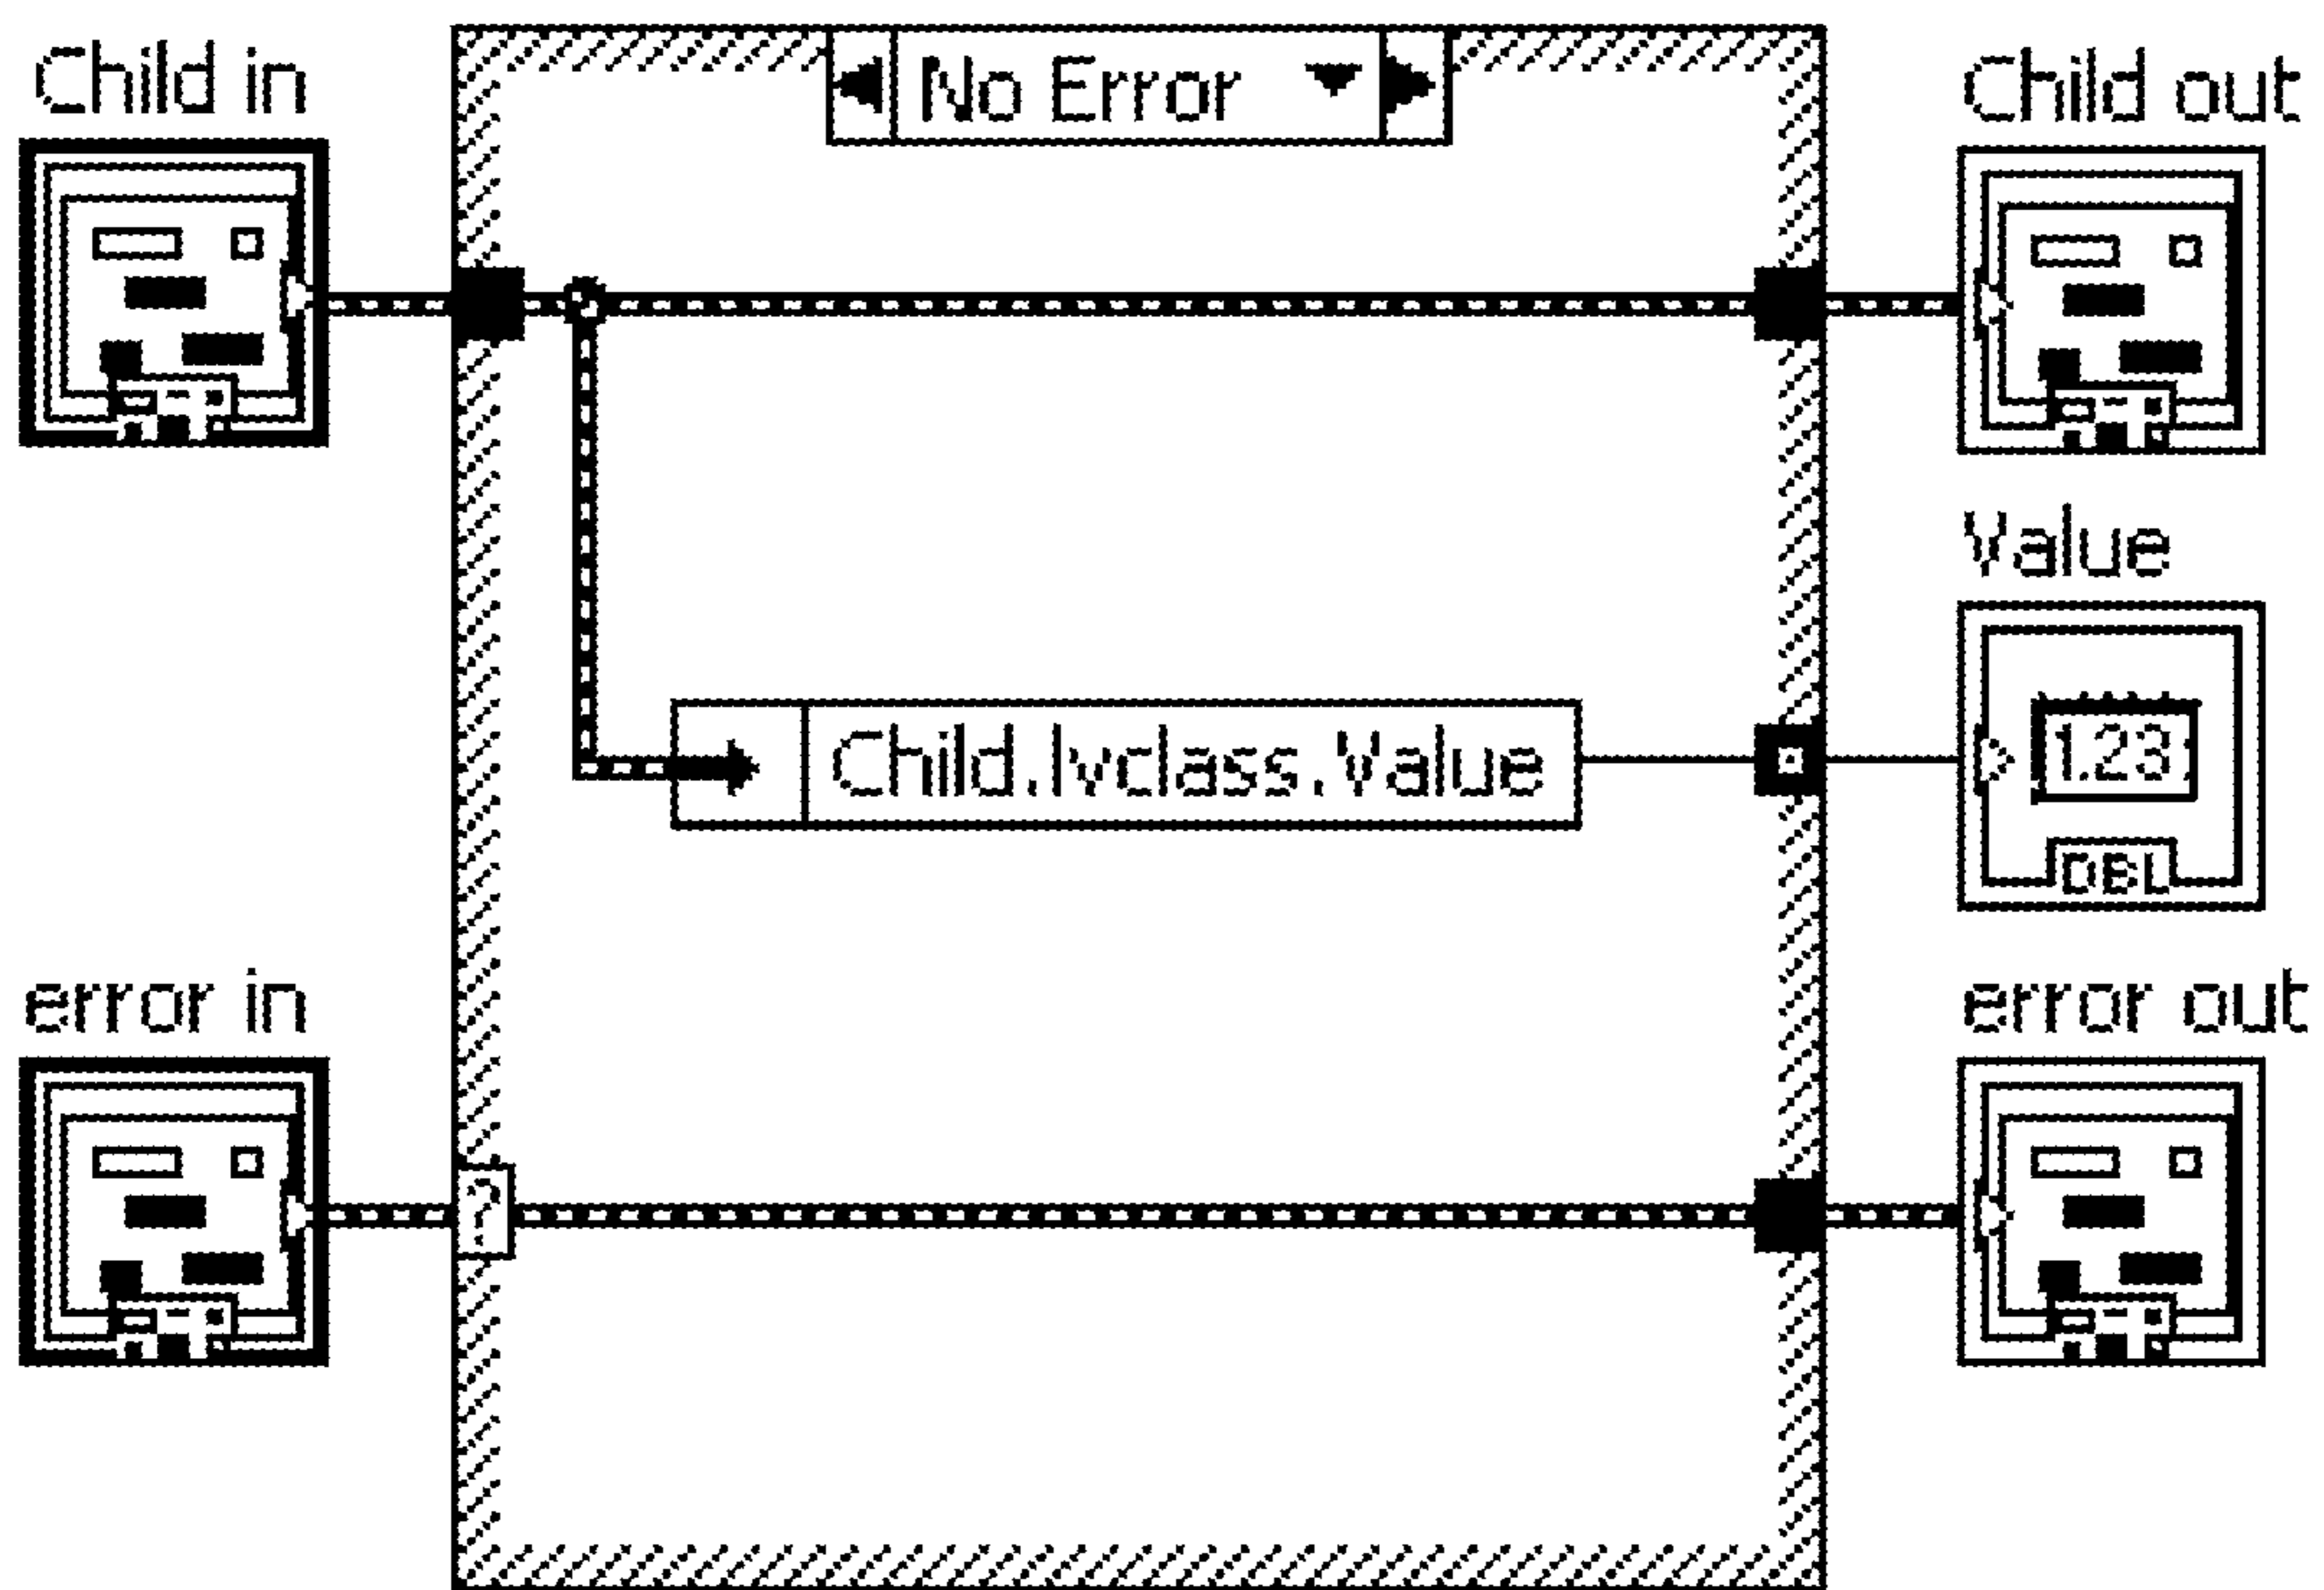 Child in
No Error
Child out
Value
1.23
DBL
Child.lvclass.Value
error in
error out
?